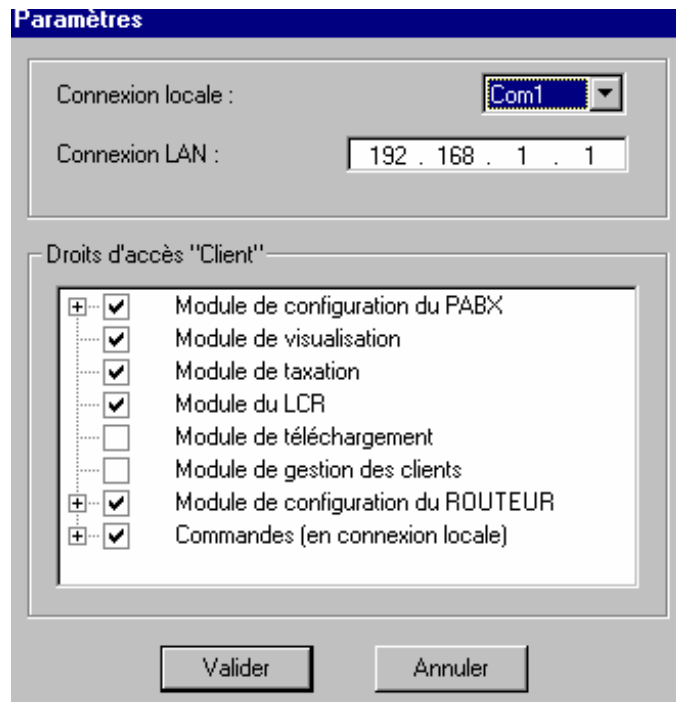 Paramètres
Connexion locale :
Com1
Connexion LAN :
192 . 168 . 1 . 1
Droits d'accès "Client"
Module de configuration du PABX
Module de visualisation
Module de taxation
Module du LCR
Module de téléchargement
Module de gestion des clients
Module de configuration du ROUTEUR
Commandes (en connexion locale)
Valider
Annuler